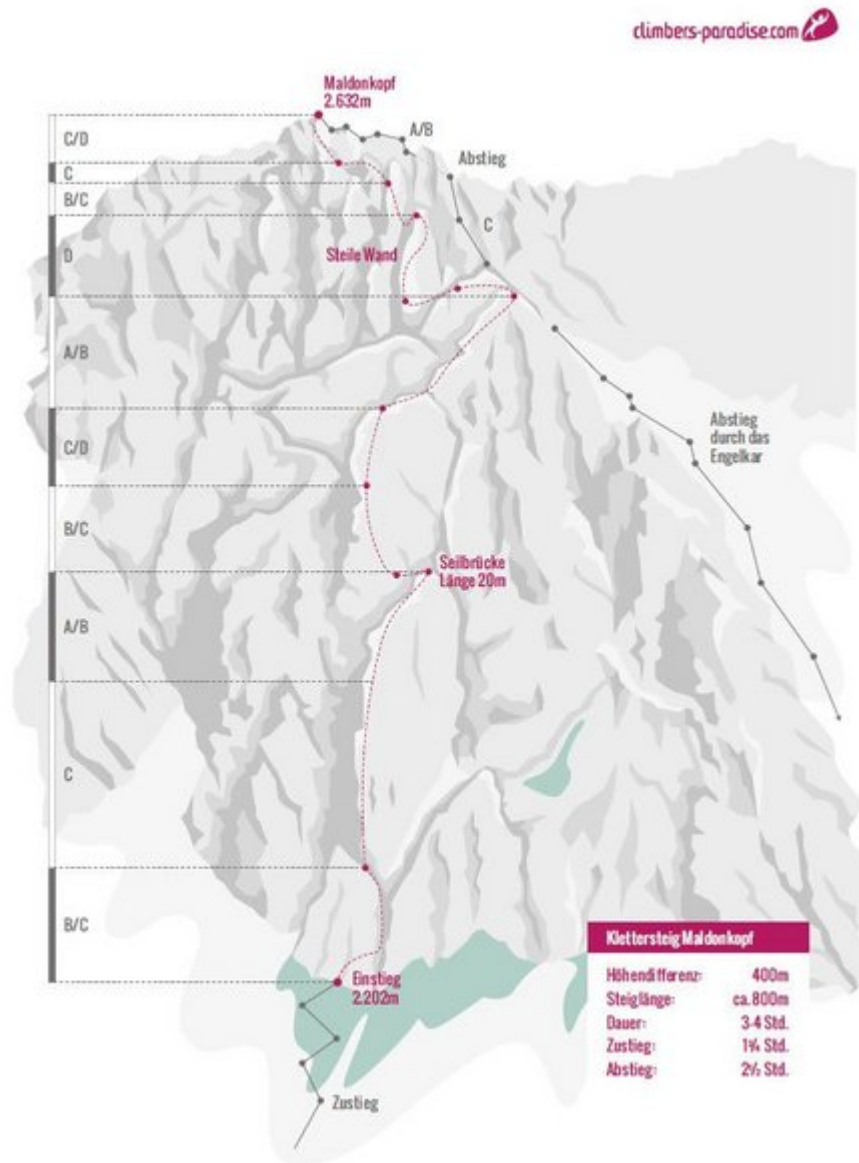 climbers-paradise.com
Maldonkopf
2.632m
C/D
A/B
Abstieg
C
B/C
C
D
Steile Wand
A/B
C/D
Abstieg
durch das
Engelkar
B/C
Seilbrücke
Länge 20m
A/B
C
B/C
Einstieg
2.202m
Zustieg
Klettersteig Maldonkopf
Höhendifferenz: 400m
Steiglänge: ca. 800m
Dauer: 3-4 Std.
Zustieg: 1¼ Std.
Abstieg: 2½ Std.